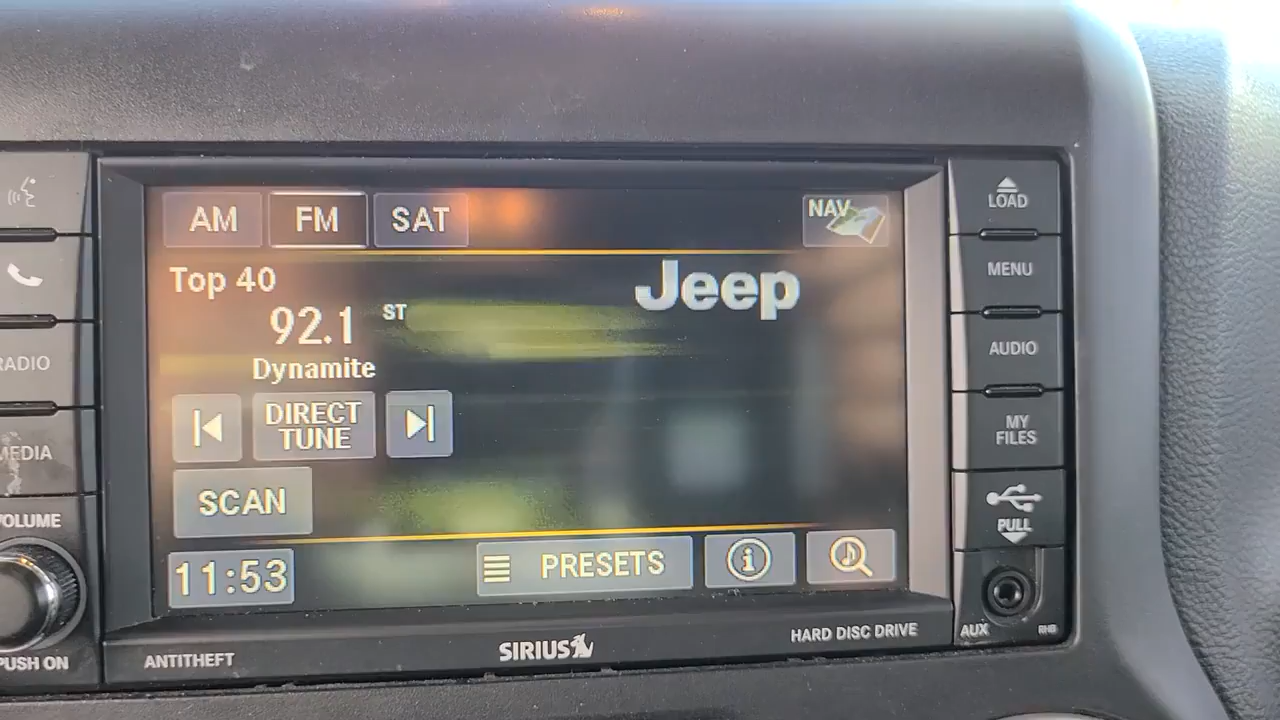 AM
FM
SAT
NAV
Top 40
Jeep
92.1 ST
Dynamite
DIRECT
TUNE
SCAN
11:53
PRESETS
i
RADIO
MEDIA
VOLUME
PUSH ON
ANTITHEFT
SIRIUS
HARD DISC DRIVE
LOAD
MENU
AUDIO
MY
FILES
PULL
AUX